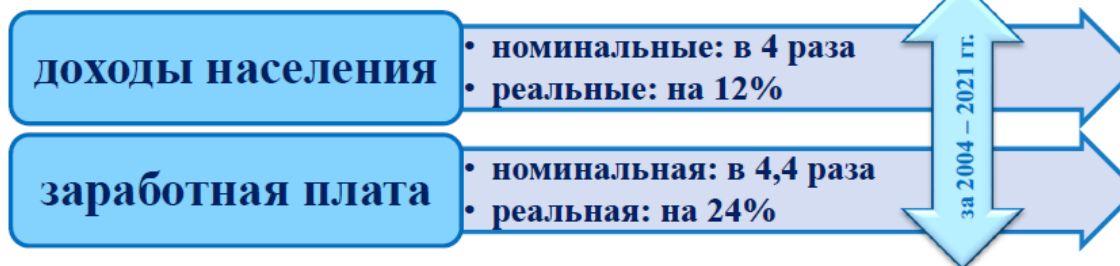 доходы населения
• номинальные: в 4 раза
• реальные: на 12%
заработная плата
• номинальная: в 4,4 раза
• реальная: на 24%
за 2004 – 2021 гг.